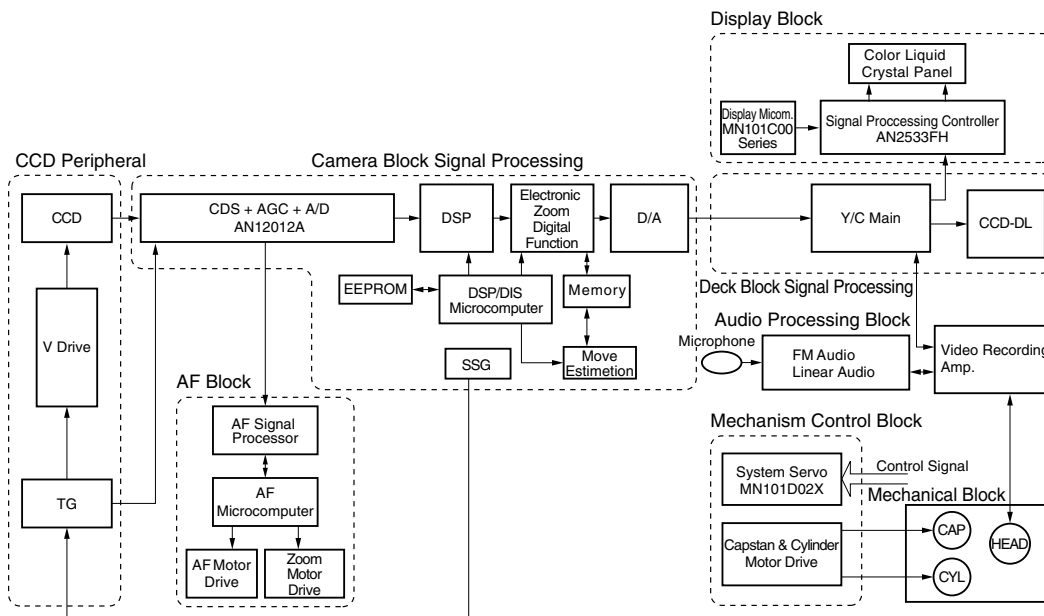 Display Block
Color Liquid
Crystal Panel
Display Micom.
MN101C00
Series
Signal Proccessing Controller
AN2533FH
CCD Peripheral
Camera Block Signal Processing
CCD
CDS + AGC + A/D
AN12012A
DSP
Electronic
Zoom
Digital
Function
D/A
Y/C Main
CCD-DL
EEPROM
DSP/DIS
Microcomputer
Memory
Deck Block Signal Processing
V Drive
SSG
Move
Estimetion
Audio Processing Block
Microphone
FM Audio
Linear Audio
Video Recording
Amp.
AF Block
AF Signal
Processor
Mechanism Control Block
System Servo
MN101D02X
Control Signal
TG
AF
Microcomputer
Mechanical Block
Capstan & Cylinder
Motor Drive
CAP
HEAD
CYL
AF Motor
Drive
Zoom
Motor
Drive